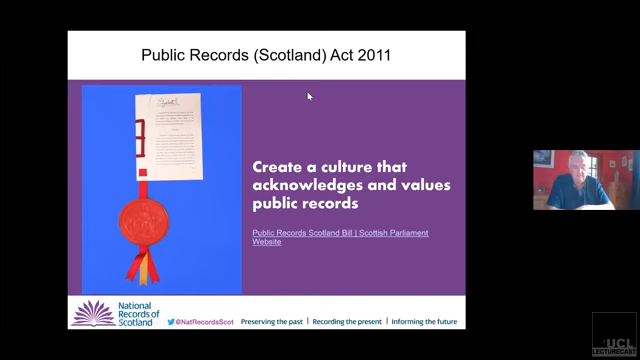 Public Records (Scotland) Act 2011
Create a culture that
acknowledges and values
public records
Public Records Scotland Bill | Scottish Parliament
Website
National
Records of
Scotland
@NatRecordsScot
Preserving the past | Recording the present | Informing the future
UCL
LECTURECAST